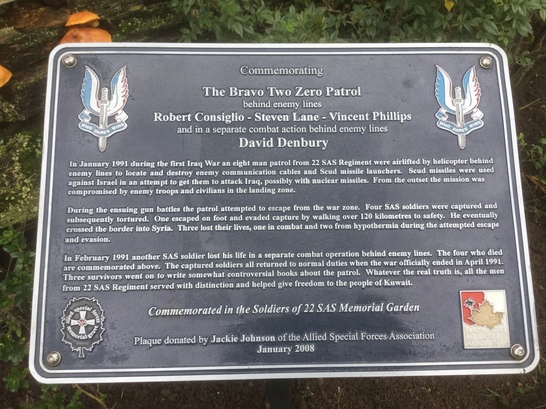 Commemorating
The Bravo Two Zero Patrol
behind enemy lines
Robert Consiglio - Steven Lane - Vincent Phillips
and in a separate combat action behind enemy lines
David Denbury
In January 1991 during the first Iraq War an eight man patrol from 22 SAS Regiment were airlifted by helicopter behind
enemy lines to locate and destroy enemy communication cables and Scud missile launchers. Scud missiles were used
against Israel in an attempt to get them to attack Iraq, possibly with nuclear missiles. From the outset the mission was
compromised by enemy troops and civilians in the landing zone.
During the ensuing gun battles the patrol attempted to escape from the war zone. Four SAS soldiers were captured and
subsequently tortured. One escaped on foot and evaded capture by walking over 120 kilometres to safety. He eventually
crossed the border into Syria. Three lost their lives, one in combat and two from hypothermia during the attempted escape
and evasion.
In February 1991 another SAS soldier lost his life in a separate combat operation behind enemy lines. The four who died
are commemorated above. The captured soldiers all returned to normal duties when the war officially ended in April 1991.
Three survivors went on to write somewhat controversial books about the patrol. Whatever the real truth is, all the men
from 22 SAS Regiment served with distinction and helped give freedom to the people of Kuwait.
Commemorated in the Soldiers of 22 SAS Memorial Garden
Plaque donated by Jackie Johnson of the Allied Special Forces Association
January 2008